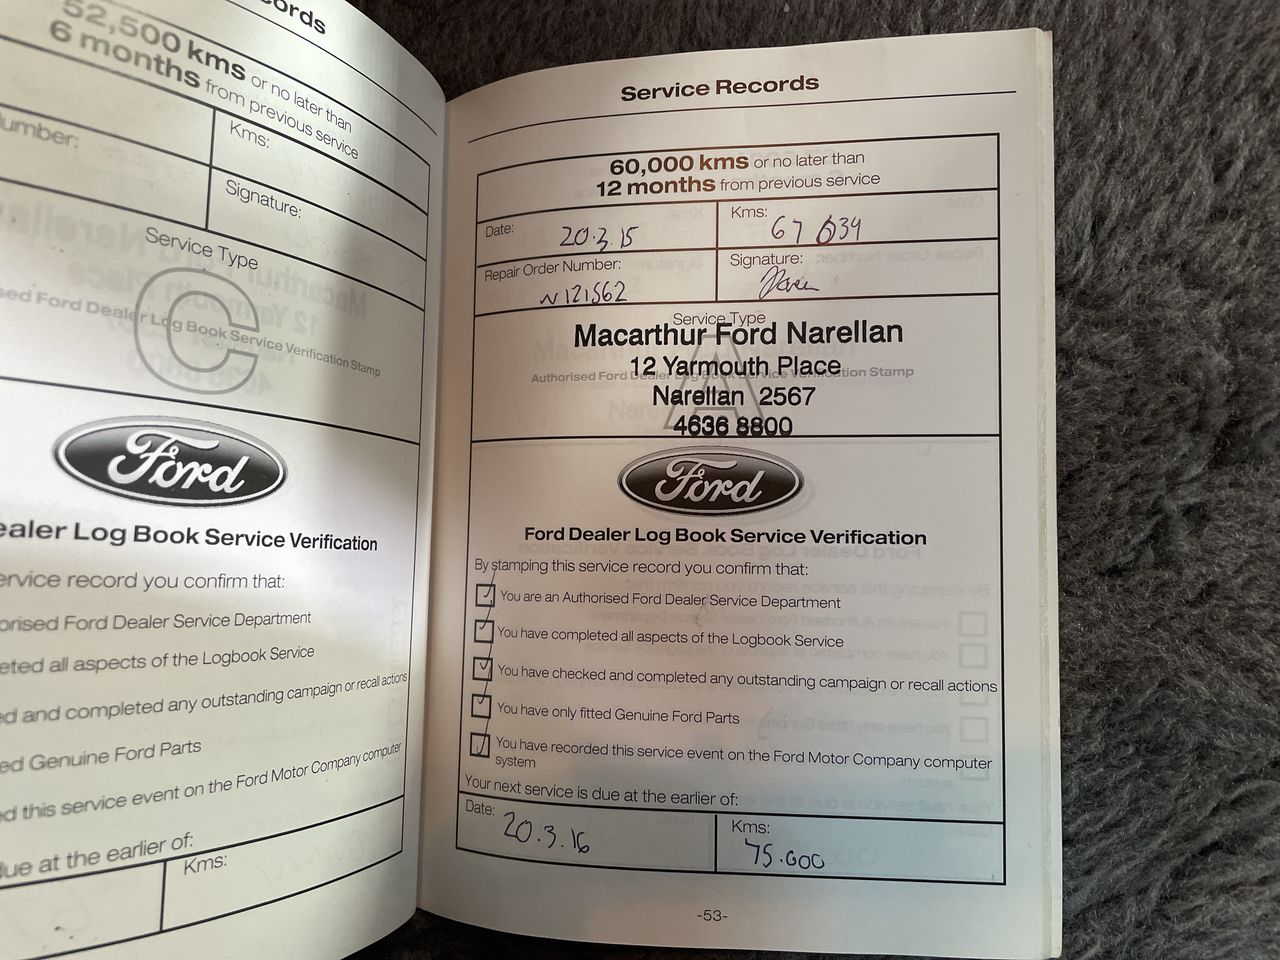 ords
52,500 kms or no later than
6 months from previous service
umber:
Kms:
Signature:
Service Type
C
sed Ford Dealer Log Book Service Verification Stamp
Ford
ealer Log Book Service Verification
ervice record you confirm that:
orised Ford Dealer Service Department
eted all aspects of the Logbook Service
ed and completed any outstanding campaign or recall actions
ed Genuine Ford Parts
ed this service event on the Ford Motor Company computer
due at the earlier of:
Kms:
Service Records
60,000 kms or no later than
12 months from previous service
Date: 20.3.15
Kms: 67 634
Repair Order Number: N121562
Signature:
Service Type
A
Macarthur Ford Narellan
12 Yarmouth Place
Authorised Ford Dealer Log Book Service Verification Stamp
Narellan 2567
4636 8800
Ford
Ford Dealer Log Book Service Verification
By stamping this service record you confirm that:
You are an Authorised Ford Dealer Service Department
You have completed all aspects of the Logbook Service
You have checked and completed any outstanding campaign or recall actions
You have only fitted Genuine Ford Parts
You have recorded this service event on the Ford Motor Company computer
system
Your next service is due at the earlier of:
Date: 20.3.16
Kms: 75.000
-53-